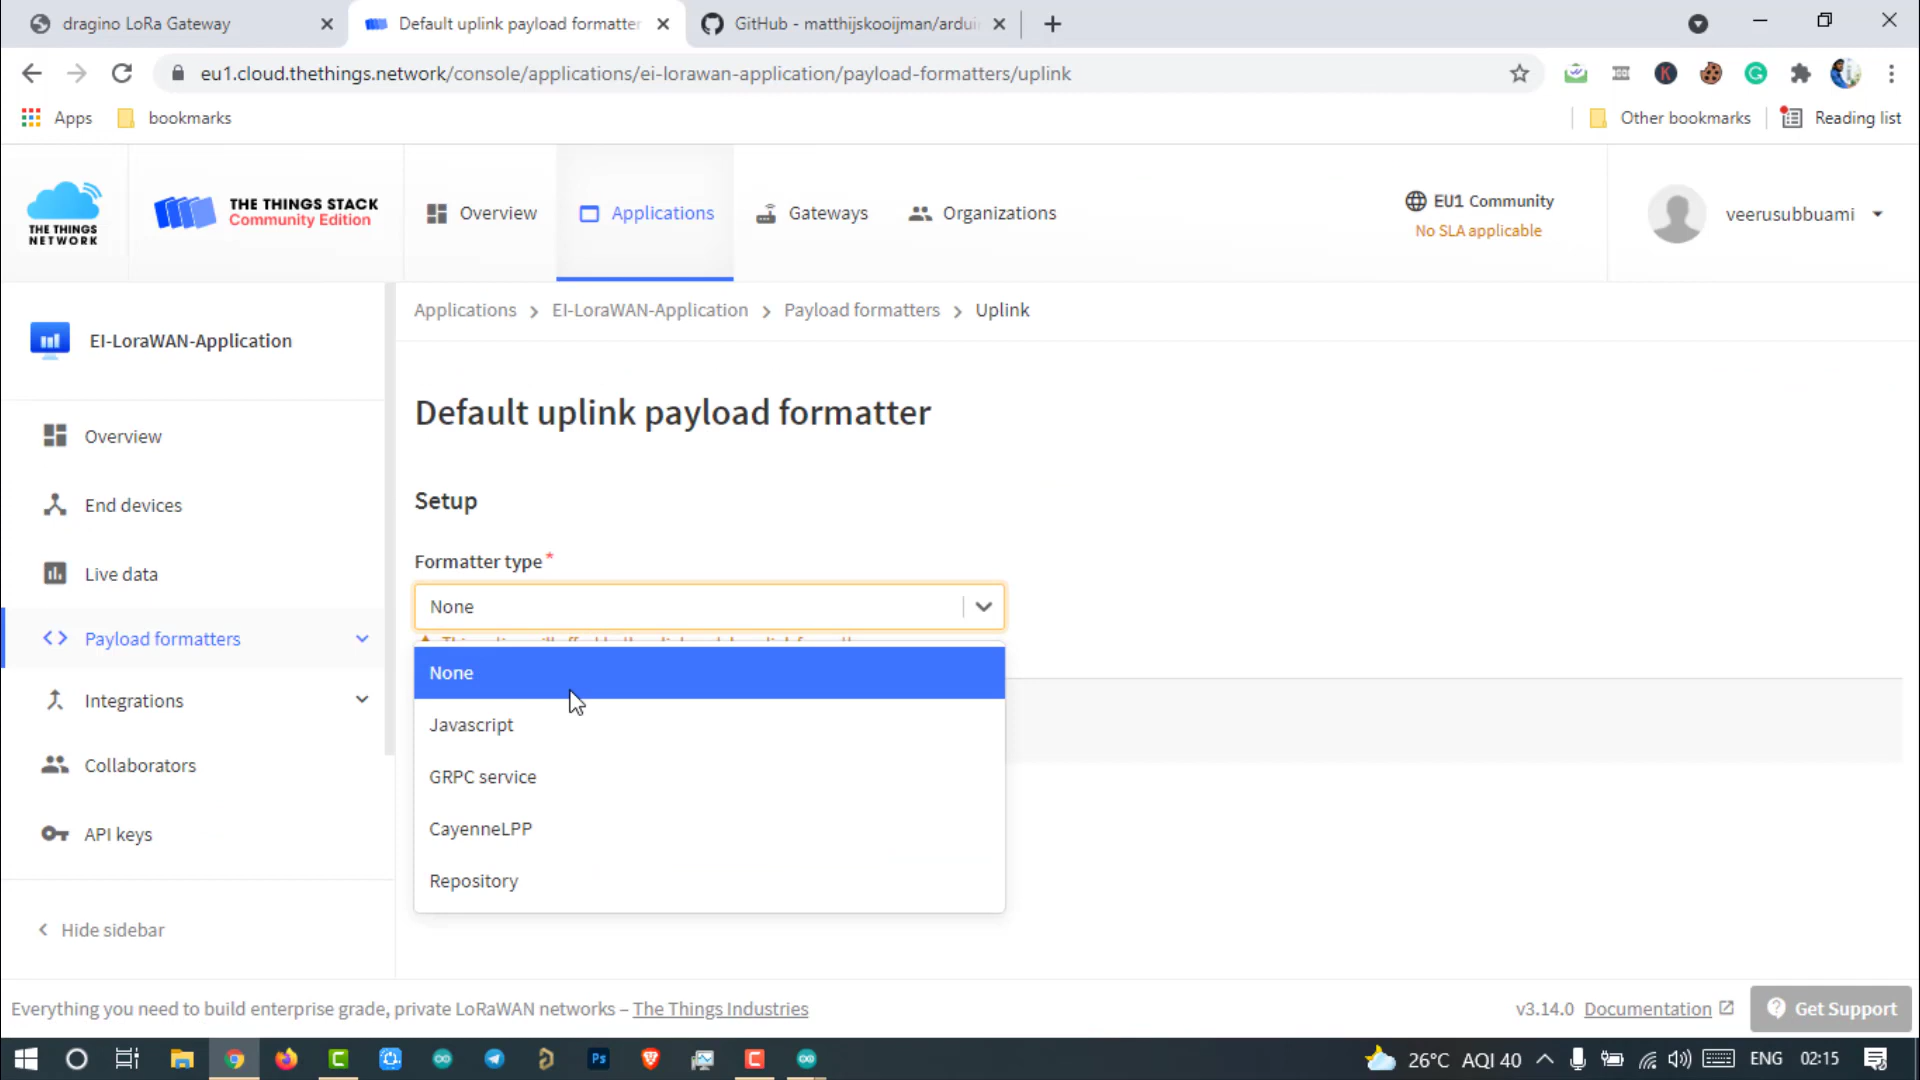 dragino LoRa Gateway
Default uplink payload formatter
GitHub - matthijskooijman/ardui
eu1.cloud.thethings.network/console/applications/ei-lorawan-application/payload-formatters/uplink
Apps
bookmarks
Other bookmarks
Reading list
THE THINGS
NETWORK
THE THINGS STACK
Community Edition
Overview
Applications
Gateways
Organizations
EU1 Community
No SLA applicable
veerusubbuami
EI-LoraWAN-Application
Overview
End devices
Live data
Payload formatters
Integrations
Collaborators
API keys
Hide sidebar
Applications > EI-LoraWAN-Application > Payload formatters > Uplink
Default uplink payload formatter
Setup
Formatter type*
None
None
Javascript
GRPC service
CayenneLPP
Repository
Everything you need to build enterprise grade, private LoRaWAN networks – The Things Industries
v3.14.0 Documentation
Get Support
Ps
26°C AQI 40
ENG
02:15